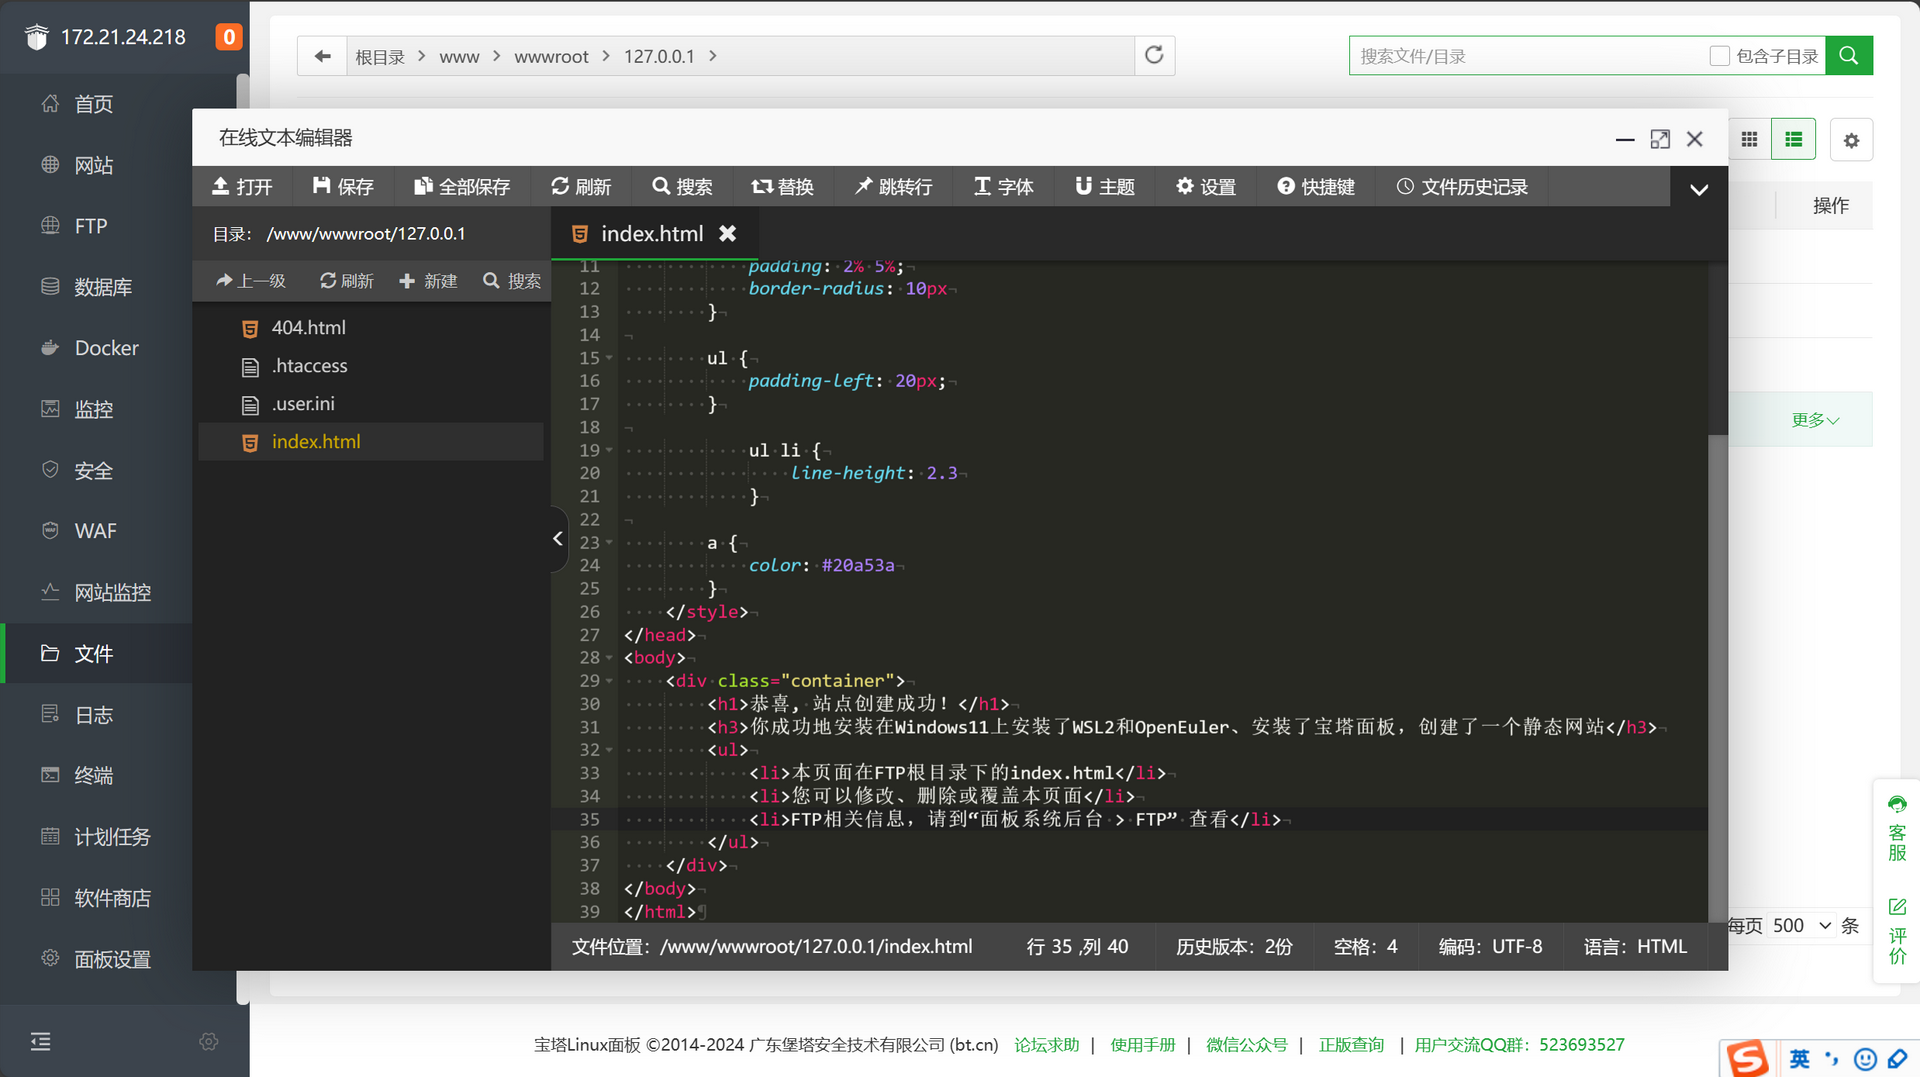 172.21.24.218
0
首页
网站
FTP
数据库
Docker
监控
安全
WAF
网站监控
文件
日志
终端
计划任务
软件商店
面板设置
根目录 > www > wwwroot > 127.0.0.1 >
搜索文件/目录
包含子目录
操作
更多
在线文本编辑器
打开 保存 全部保存 刷新 搜索 替换 跳转行 字体 主题 设置 快捷键 文件历史记录
目录： /www/wwwroot/127.0.0.1
上一级 刷新 新建 搜索
404.html
.htaccess
.user.ini
index.html
index.html
11 padding: 2% 5%;
12 border-radius: 10px
13 }
14
15 ul {
16 padding-left: 20px;
17 }
18
19 ul li {
20 line-height: 2.3
21 }
22
23 a {
24 color: #20a53a
25 }
26 </style>
27 </head>
28 <body>
29 <div class="container">
30 <h1>恭喜, 站点创建成功！</h1>
31 <h3>你成功地安装在Windows11上安装了WSL2和OpenEuler、安装了宝塔面板，创建了一个静态网站</h3>
32 <ul>
33 <li>本页面在FTP根目录下的index.html</li>
34 <li>您可以修改、删除或覆盖本页面</li>
35 <li>FTP相关信息，请到“面板系统后台 > FTP” 查看</li>
36 </ul>
37 </div>
38 </body>
39 </html>
文件位置： /www/wwwroot/127.0.0.1/index.html 行 35 ,列 40 历史版本： 2份 空格： 4 编码： UTF-8 语言： HTML
每页 500 条
客服
评价
宝塔Linux面板 ©2014-2024 广东堡塔安全技术有限公司 (bt.cn) 论坛求助 | 使用手册 | 微信公众号 | 正版查询 | 用户交流QQ群：523693527
S 英